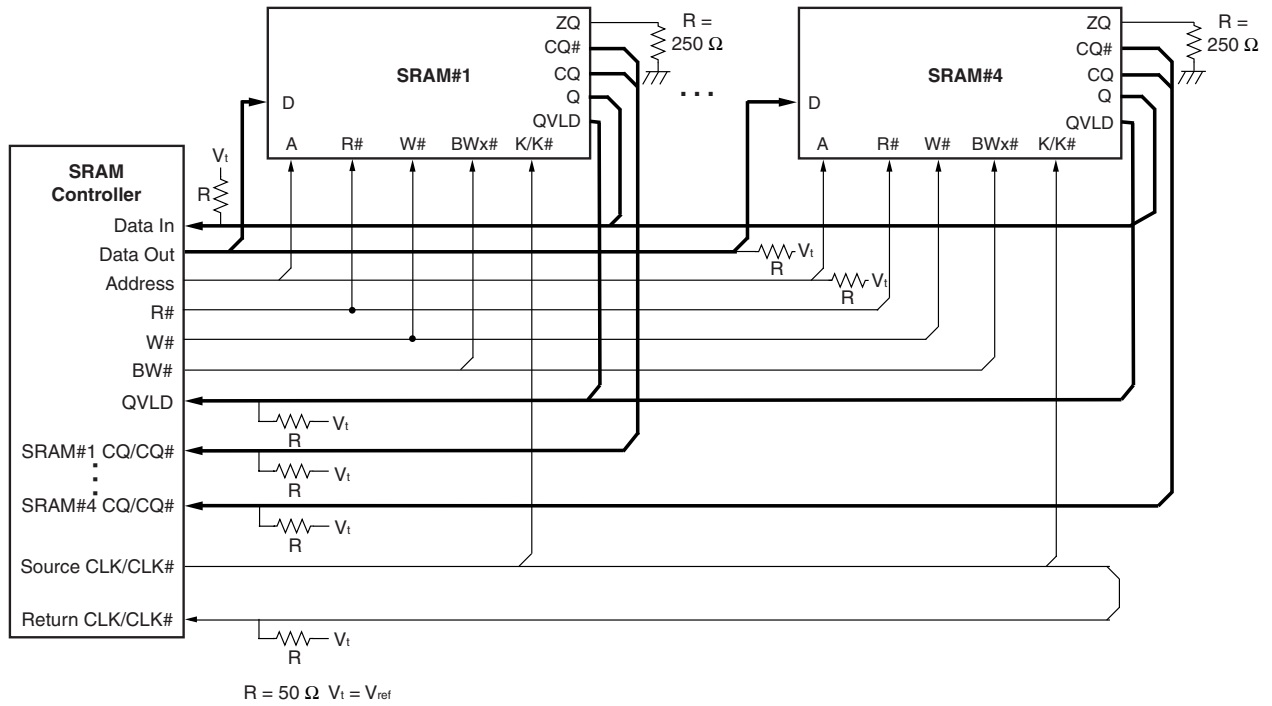 ZQ
R =
250 Ω
CQ#
CQ
SRAM#1
Q
D
QVLD
A R# W# BWx# K/K#
. . .
ZQ
R =
250 Ω
CQ#
CQ
SRAM#4
Q
D
QVLD
A R# W# BWx# K/K#
SRAM
Controller
Vt
R
Data In
Data Out
Vt
R
Address
Vt
R
R#
W#
BW#
QVLD
Vt
R
SRAM#1 CQ/CQ#
Vt
R
SRAM#4 CQ/CQ#
Vt
R
Source CLK/CLK#
Return CLK/CLK#
Vt
R
R = 50 Ω Vt = Vref